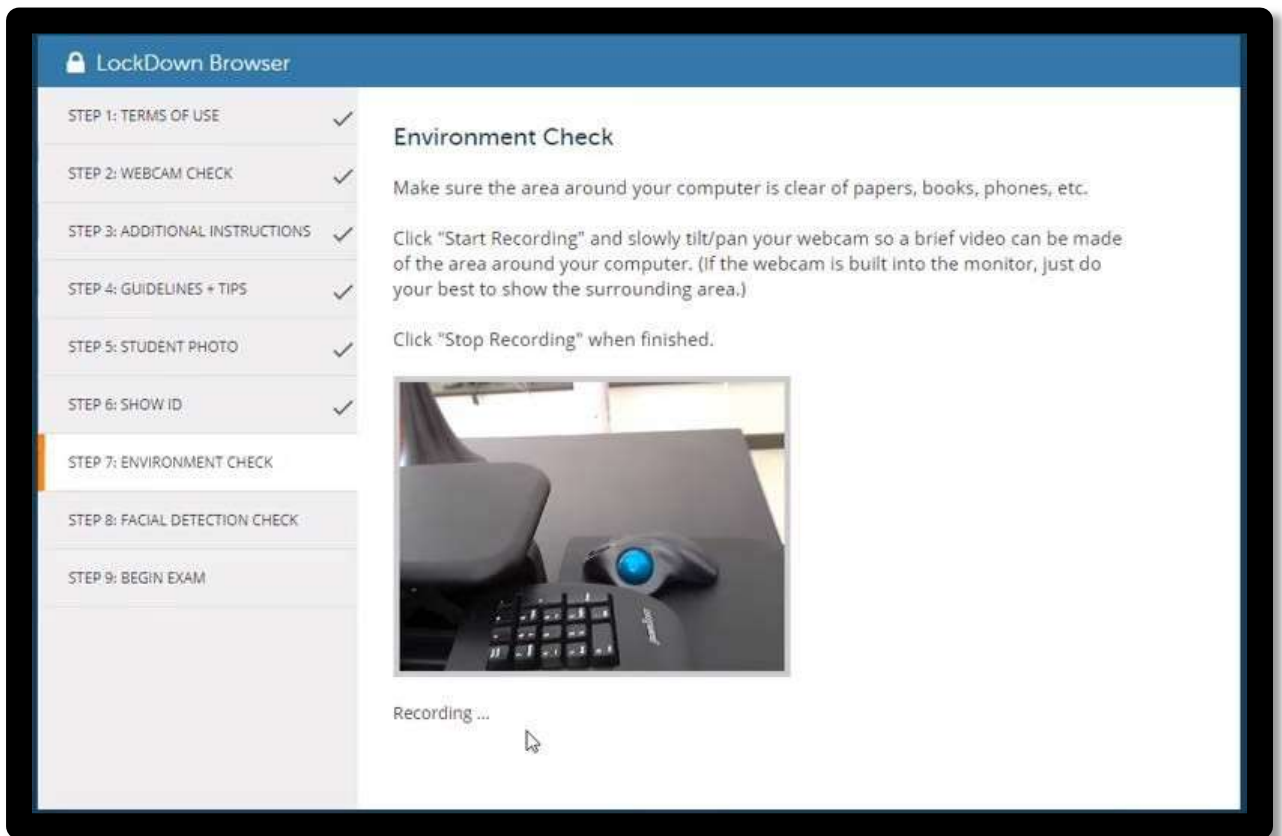 LockDown Browser
STEP 1: TERMS OF USE
STEP 2: WEBCAM CHECK
STEP 3: ADDITIONAL INSTRUCTIONS
STEP 4: GUIDELINES + TIPS
STEP 5: STUDENT PHOTO
STEP 6: SHOW ID
STEP 7: ENVIRONMENT CHECK
STEP 8: FACIAL DETECTION CHECK
STEP 9: BEGIN EXAM
Environment Check
Make sure the area around your computer is clear of papers, books, phones, etc.
Click "Start Recording" and slowly tilt/pan your webcam so a brief video can be made
of the area around your computer. (If the webcam is built into the monitor, just do
your best to show the surrounding area.)
Click "Stop Recording" when finished.
Recording ...